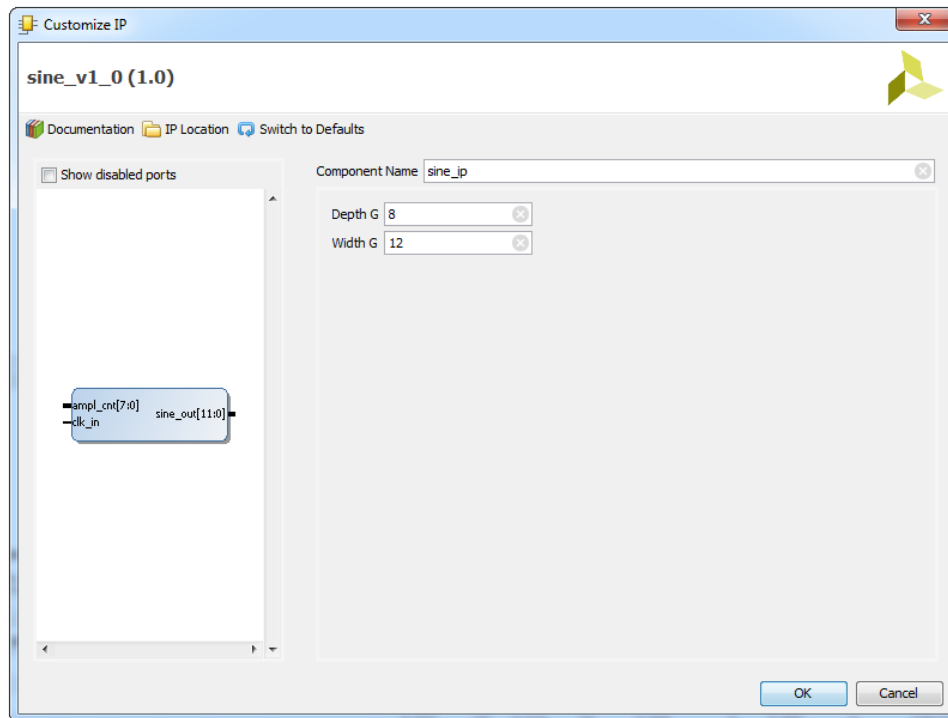 Customize IP
sine_v1_0 (1.0)
Documentation IP Location Switch to Defaults
Show disabled ports
ampl_cnt[7:0]
clk_in
sine_out[11:0]
Component Name sine_ip
Depth G 8
Width G 12
OK Cancel